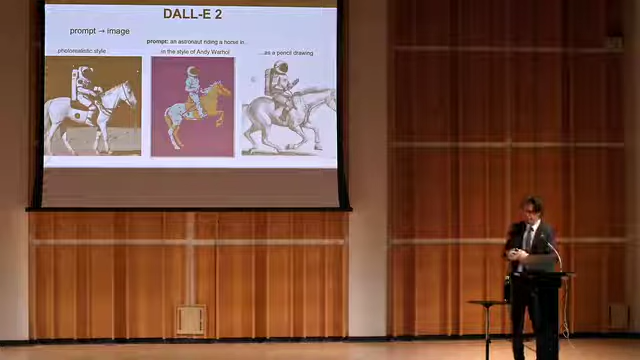 DALL-E 2
prompt → image
prompt: an astronaut riding a horse in...
photorealistic style
in the style of Andy Warhol
as a pencil drawing